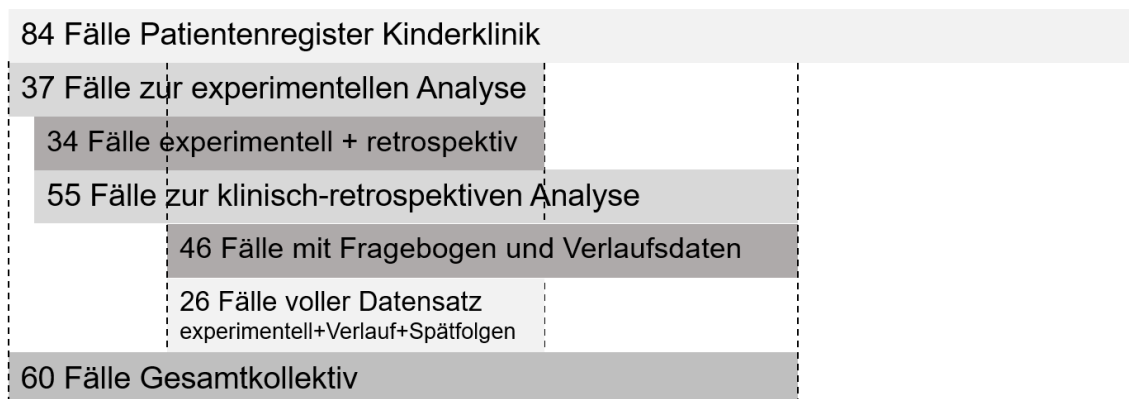 84 Fälle Patientenregister Kinderklinik
37 Fälle zur experimentellen Analyse
34 Fälle experimentell + retrospektiv
55 Fälle zur klinisch-retrospektiven Analyse
46 Fälle mit Fragebogen und Verlaufsdaten
26 Fälle voller Datensatz
experimentell+Verlauf+Spätfolgen
60 Fälle Gesamtkollektiv